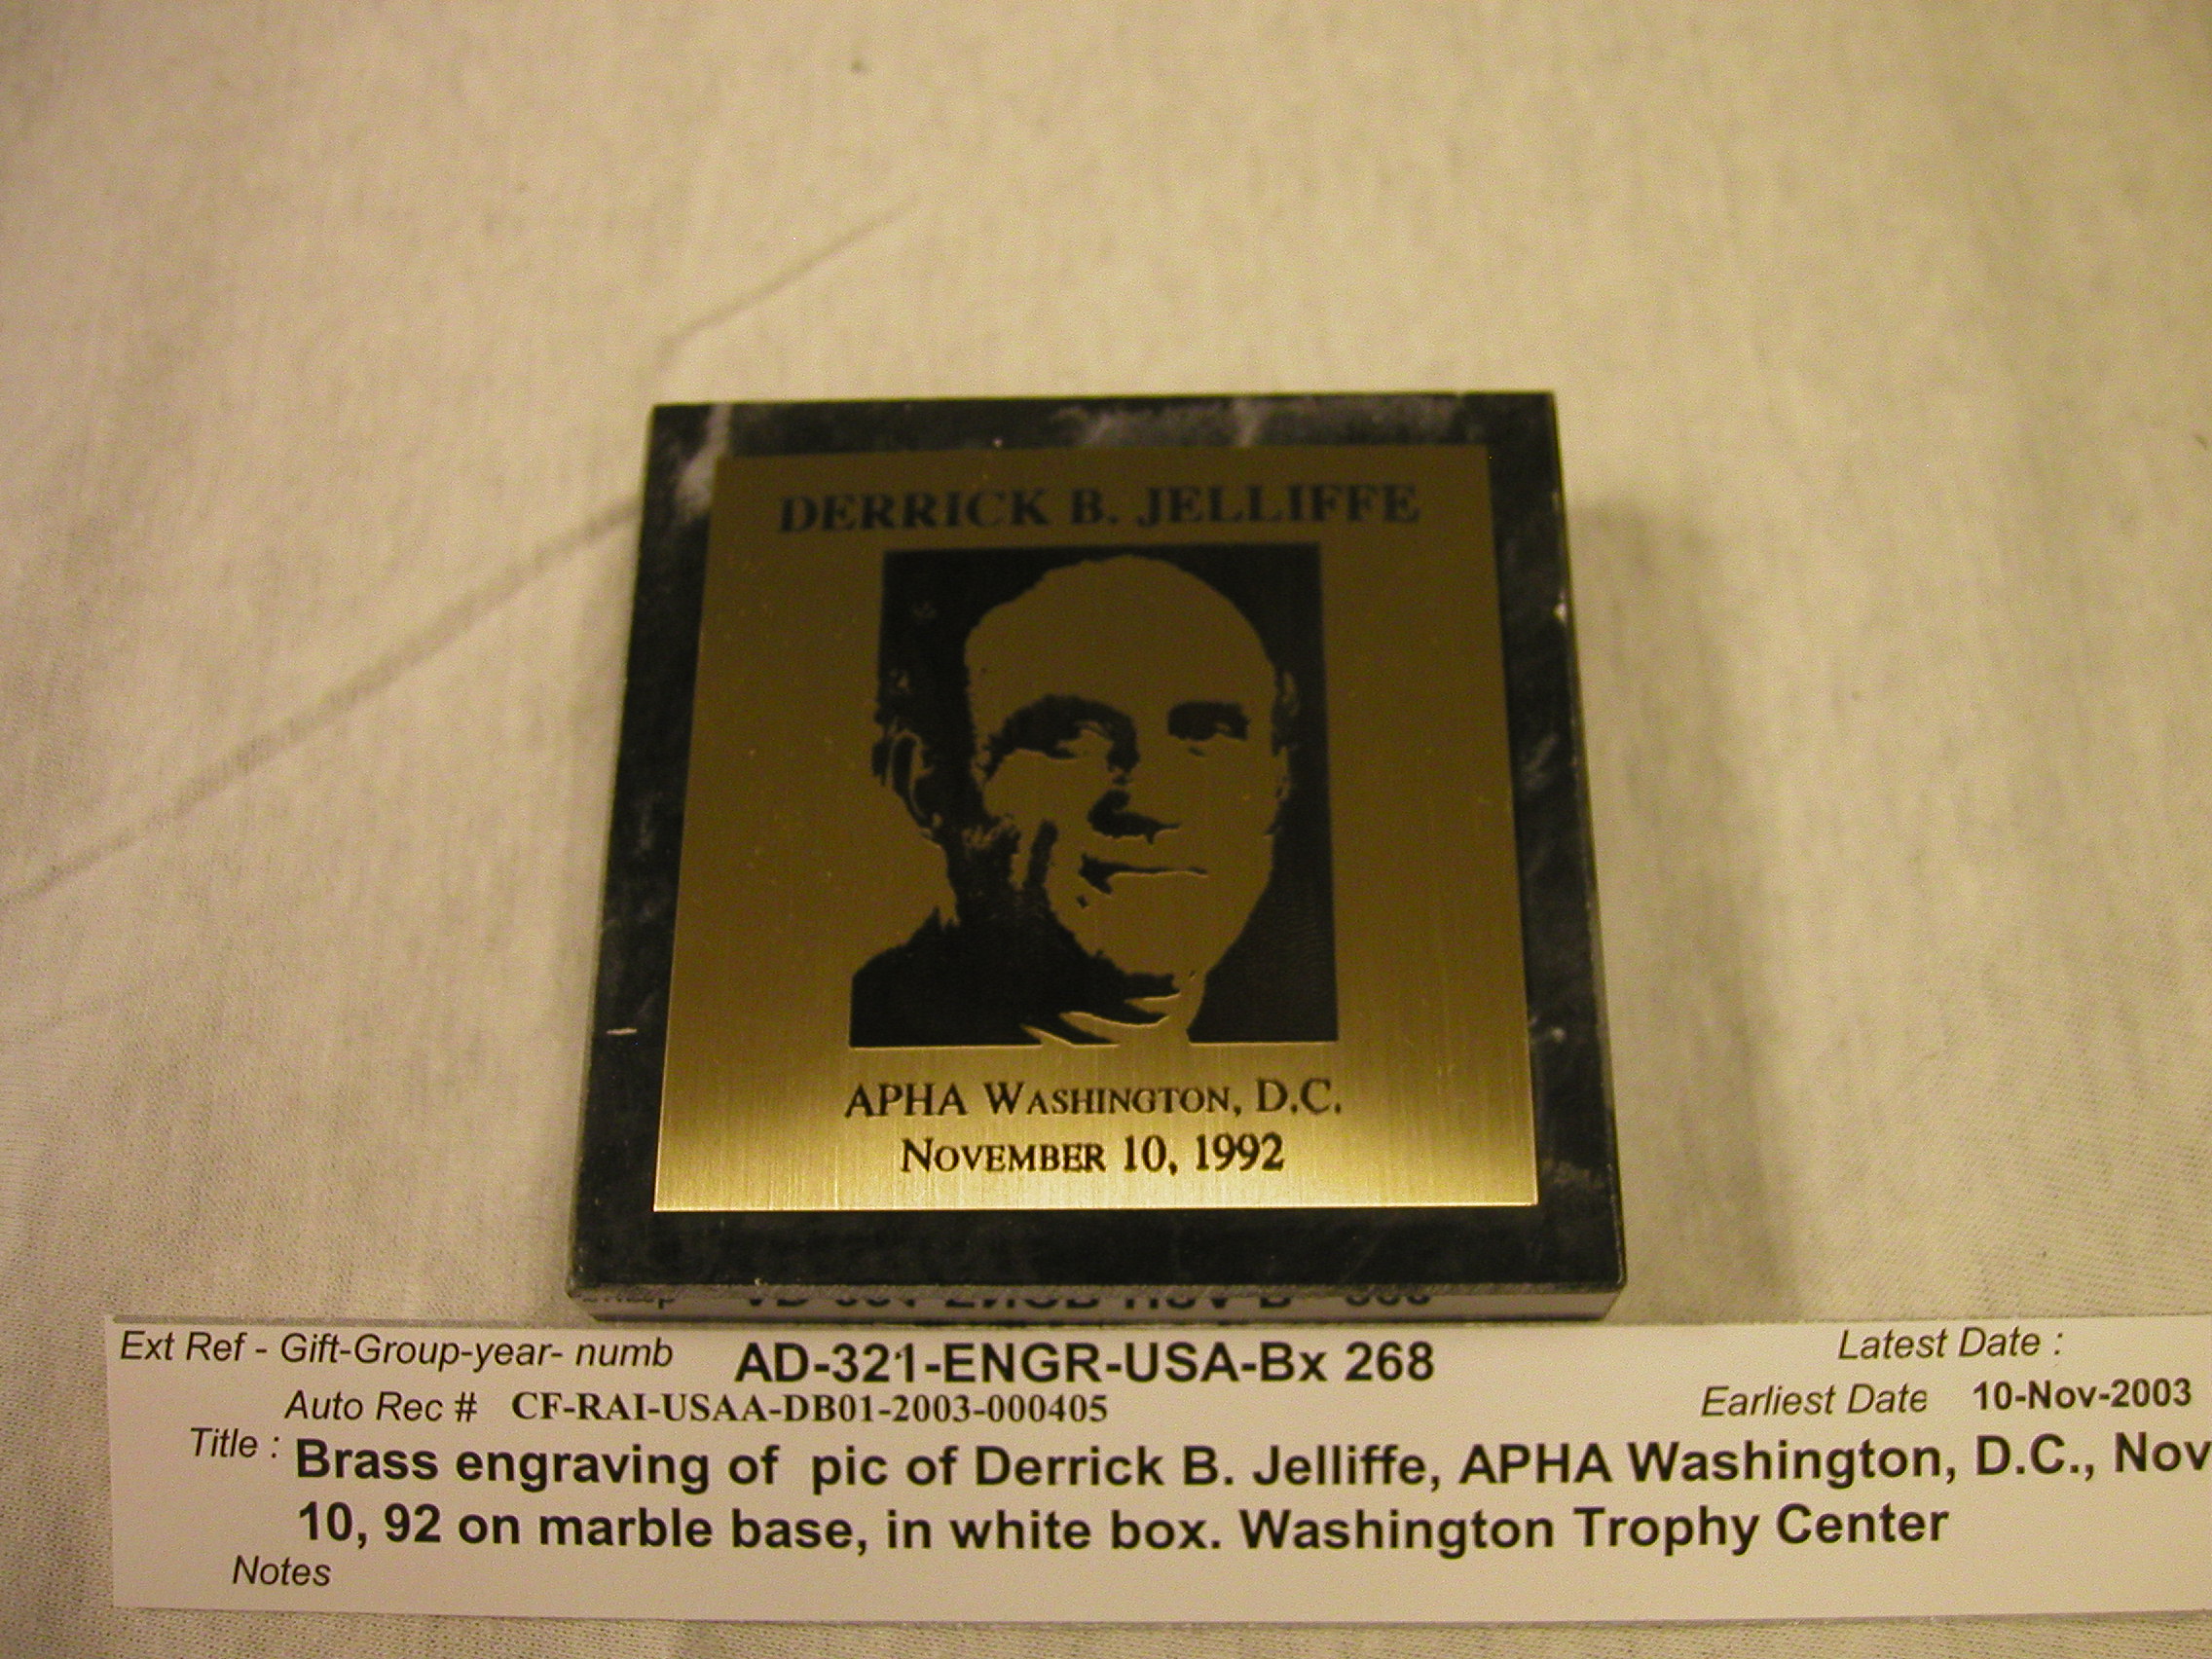 DERRICK B. JELLIFFE
APHA WASHINGTON, D.C.
NOVEMBER 10, 1992
Ext Ref - Gift-Group-year- numb AD-321-ENGR-USA-Bx 268 Latest Date :
Auto Rec # CF-RAI-USAA-DB01-2003-000405 Earliest Date 10-Nov-2003
Title : Brass engraving of pic of Derrick B. Jelliffe, APHA Washington, D.C., Nov
10, 92 on marble base, in white box. Washington Trophy Center
Notes